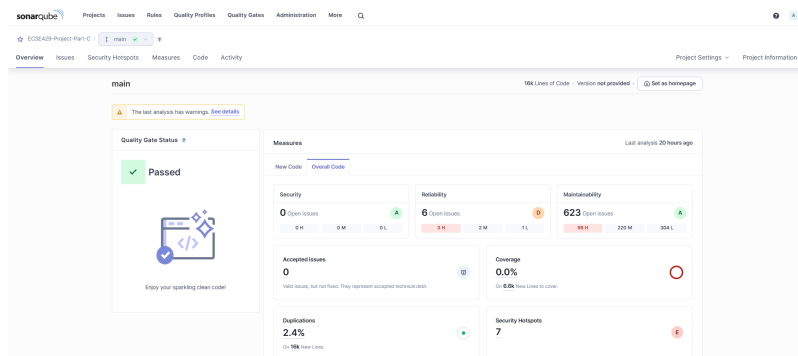 sonarqube Projects Issues Rules Quality Profiles Quality Gates Administration More A
ECSE429-Project-Part-C / main
Overview Issues Security Hotspots Measures Code Activity Project Settings Project Information
main 16k Lines of Code · Version not provided · Set as homepage
The last analysis has warnings. See details
Quality Gate Status
Passed
Enjoy your sparkling clean code!
Measures Last analysis 20 hours ago
New Code Overall Code
Security Reliability Maintainability
0 Open issues A 6 Open issues D 623 Open issues A
0 H 0 M 0 L 3 H 2 M 1 L 99 H 220 M 304 L
Accepted issues Coverage
0 0.0%
Valid issues, but not fixed. They represent accepted technical debt. On 6.6k New Lines to cover.
Duplications Security Hotspots
2.4% 7 E
On 16k New Lines.